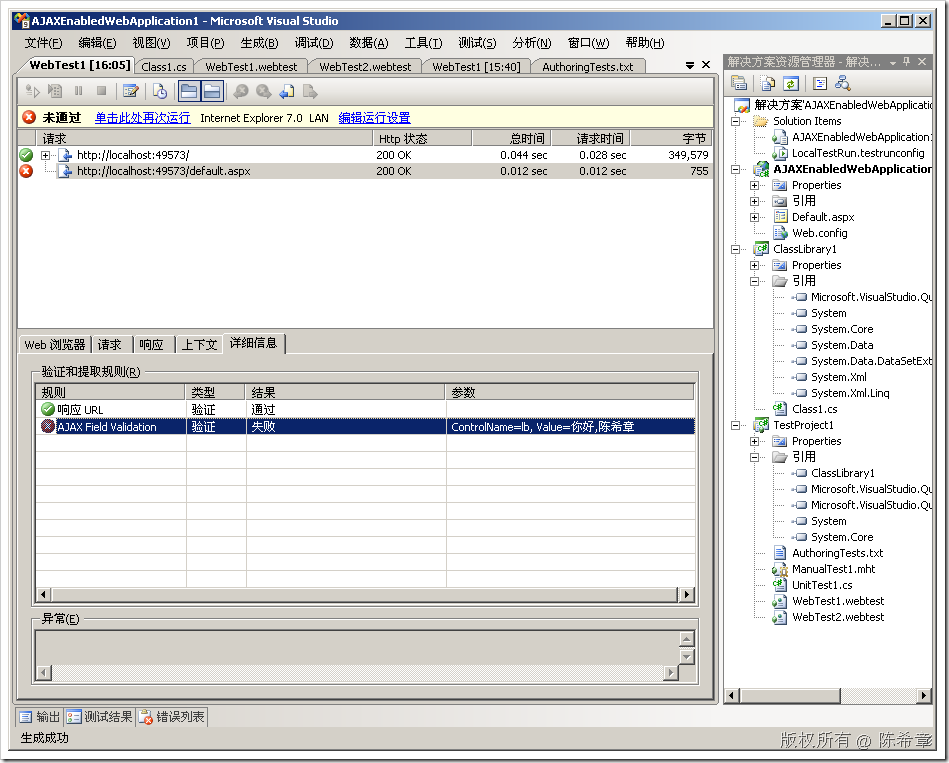 AJAXEnabledWebApplication1 - Microsoft Visual Studio
文件(F) 编辑(E) 视图(V) 项目(P) 生成(B) 调试(D) 数据(A) 工具(T) 测试(S) 分析(N) 窗口(W) 帮助(H)
WebTest1 [16:05] Class1.cs WebTest1.webtest WebTest2.webtest WebTest1 [15:40] AuthoringTests.txt
未通过 单击此处再次运行 Internet Explorer 7.0 LAN 编辑运行设置
请求 Http 状态 总时间 请求时间 字节
http://localhost:49573/ 200 OK 0.044 sec 0.028 sec 349,579
http://localhost:49573/default.aspx 200 OK 0.012 sec 0.012 sec 755
Web 浏览器 请求 响应 上下文 详细信息
验证和提取规则(R)
规则 类型 结果 参数
响应 URL 验证 通过
AJAX Field Validation 验证 失败 ControlName=lb, Value=你好,陈希章
异常(E)
输出 测试结果 错误列表
生成成功
解决方案资源管理器 - 解决...
解决方案'AJAXEnabledWebApplicatio
Solution Items
AJAXEnabledWebApplication1
LocalTestRun.testrunconfig
AJAXEnabledWebApplication
Properties
引用
Default.aspx
Web.config
ClassLibrary1
Properties
引用
Microsoft.VisualStudio.Qu
System
System.Core
System.Data
System.Data.DataSetExt
System.Xml
System.Xml.Linq
Class1.cs
TestProject1
Properties
引用
ClassLibrary1
Microsoft.VisualStudio.Qu
Microsoft.VisualStudio.Qu
System
System.Core
AuthoringTests.txt
ManualTest1.mht
UnitTest1.cs
WebTest1.webtest
WebTest2.webtest
版权所有 @ 陈希章